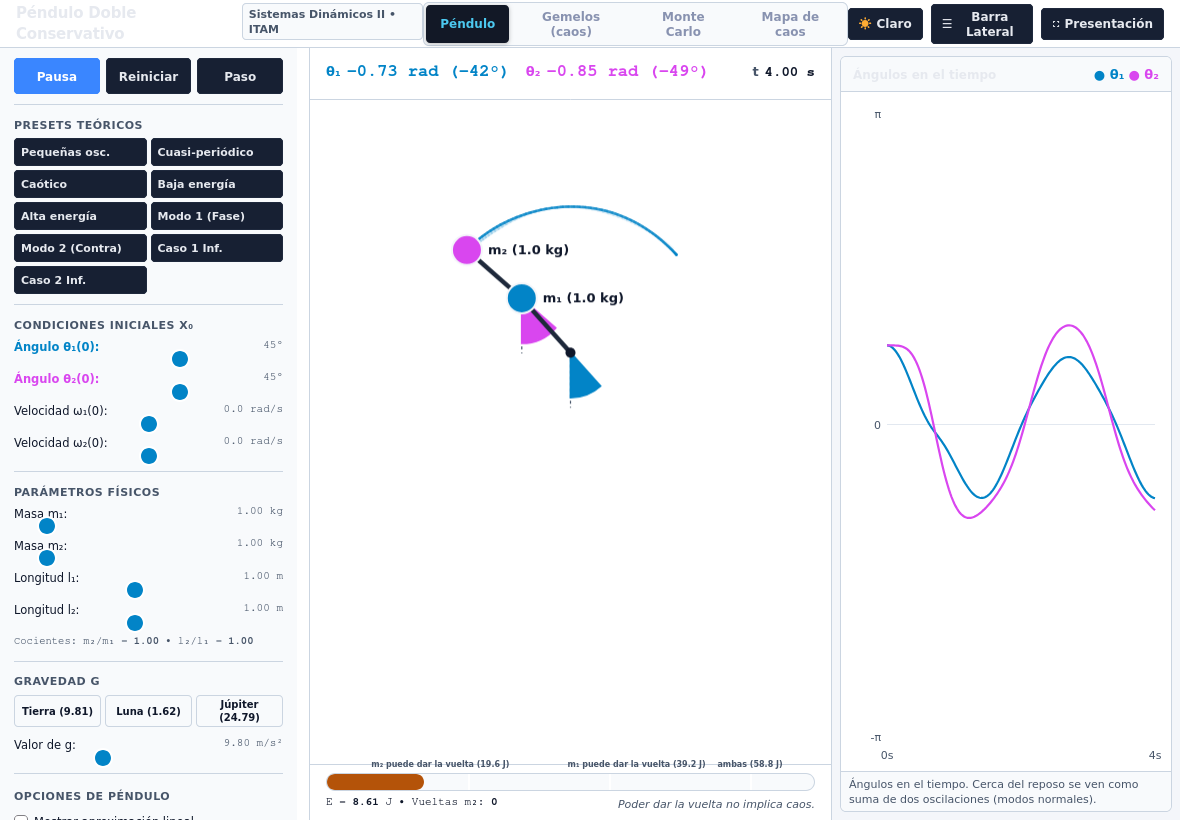 Péndulo Doble
Conservativo
Sistemas Dinámicos II •
ITAM
Péndulo
Gemelos
(caos)
Monte
Carlo
Mapa de
caos
☀️ Claro
☰ Barra
Lateral
Presentación
Pausa
Reiniciar
Paso
PRESETS TEÓRICOS
Pequeñas osc.
Cuasi-periódico
Caótico
Baja energía
Alta energía
Modo 1 (Fase)
Modo 2 (Contra)
Caso 1 Inf.
Caso 2 Inf.
CONDICIONES INICIALES X₀
Ángulo θ₁(0): 45°
Ángulo θ₂(0): 45°
Velocidad ω₁(0): 0.0 rad/s
Velocidad ω₂(0): 0.0 rad/s
PARÁMETROS FÍSICOS
Masa m₁: 1.00 kg
Masa m₂: 1.00 kg
Longitud l₁: 1.00 m
Longitud l₂: 1.00 m
Cocientes: m₂/m₁ = 1.00 • l₂/l₁ = 1.00
GRAVEDAD G
Tierra (9.81)
Luna (1.62)
Júpiter
(24.79)
Valor de g: 9.80 m/s²
OPCIONES DE PÉNDULO
Mostrar aproximación lineal
θ₁ −0.73 rad (−42°) θ₂ −0.85 rad (−49°) t 4.00 s
m₂ (1.0 kg)
m₁ (1.0 kg)
m₂ puede dar la vuelta (19.6 J)
m₁ puede dar la vuelta (39.2 J)
ambas (58.8 J)
E = 8.61 J • Vueltas m₂: 0
Poder dar la vuelta no implica caos.
Ángulos en el tiempo
θ₁ θ₂
π
0
-π
0s 4s
Ángulos en el tiempo. Cerca del reposo se ven como
suma de dos oscilaciones (modos normales).